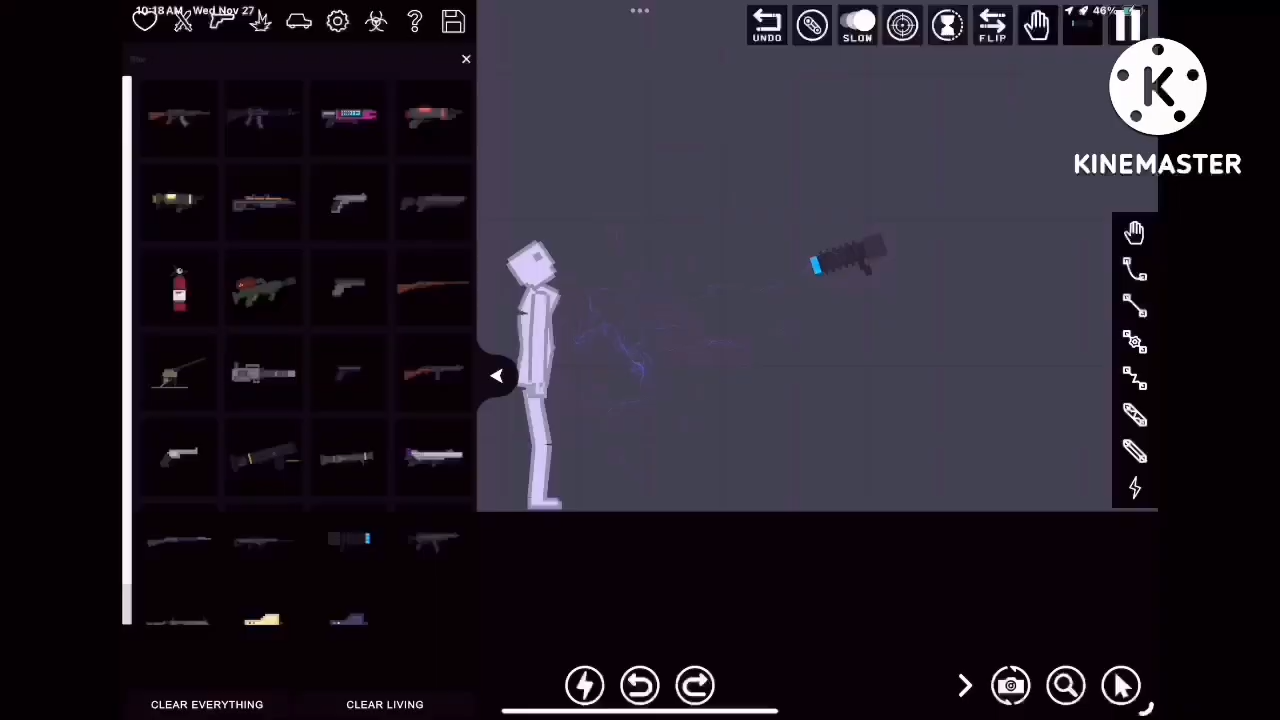 10:18 AM Wed Nov 27
46%
UNDO
SLOW
FLIP
K
KINEMASTER
CLEAR EVERYTHING
CLEAR LIVING